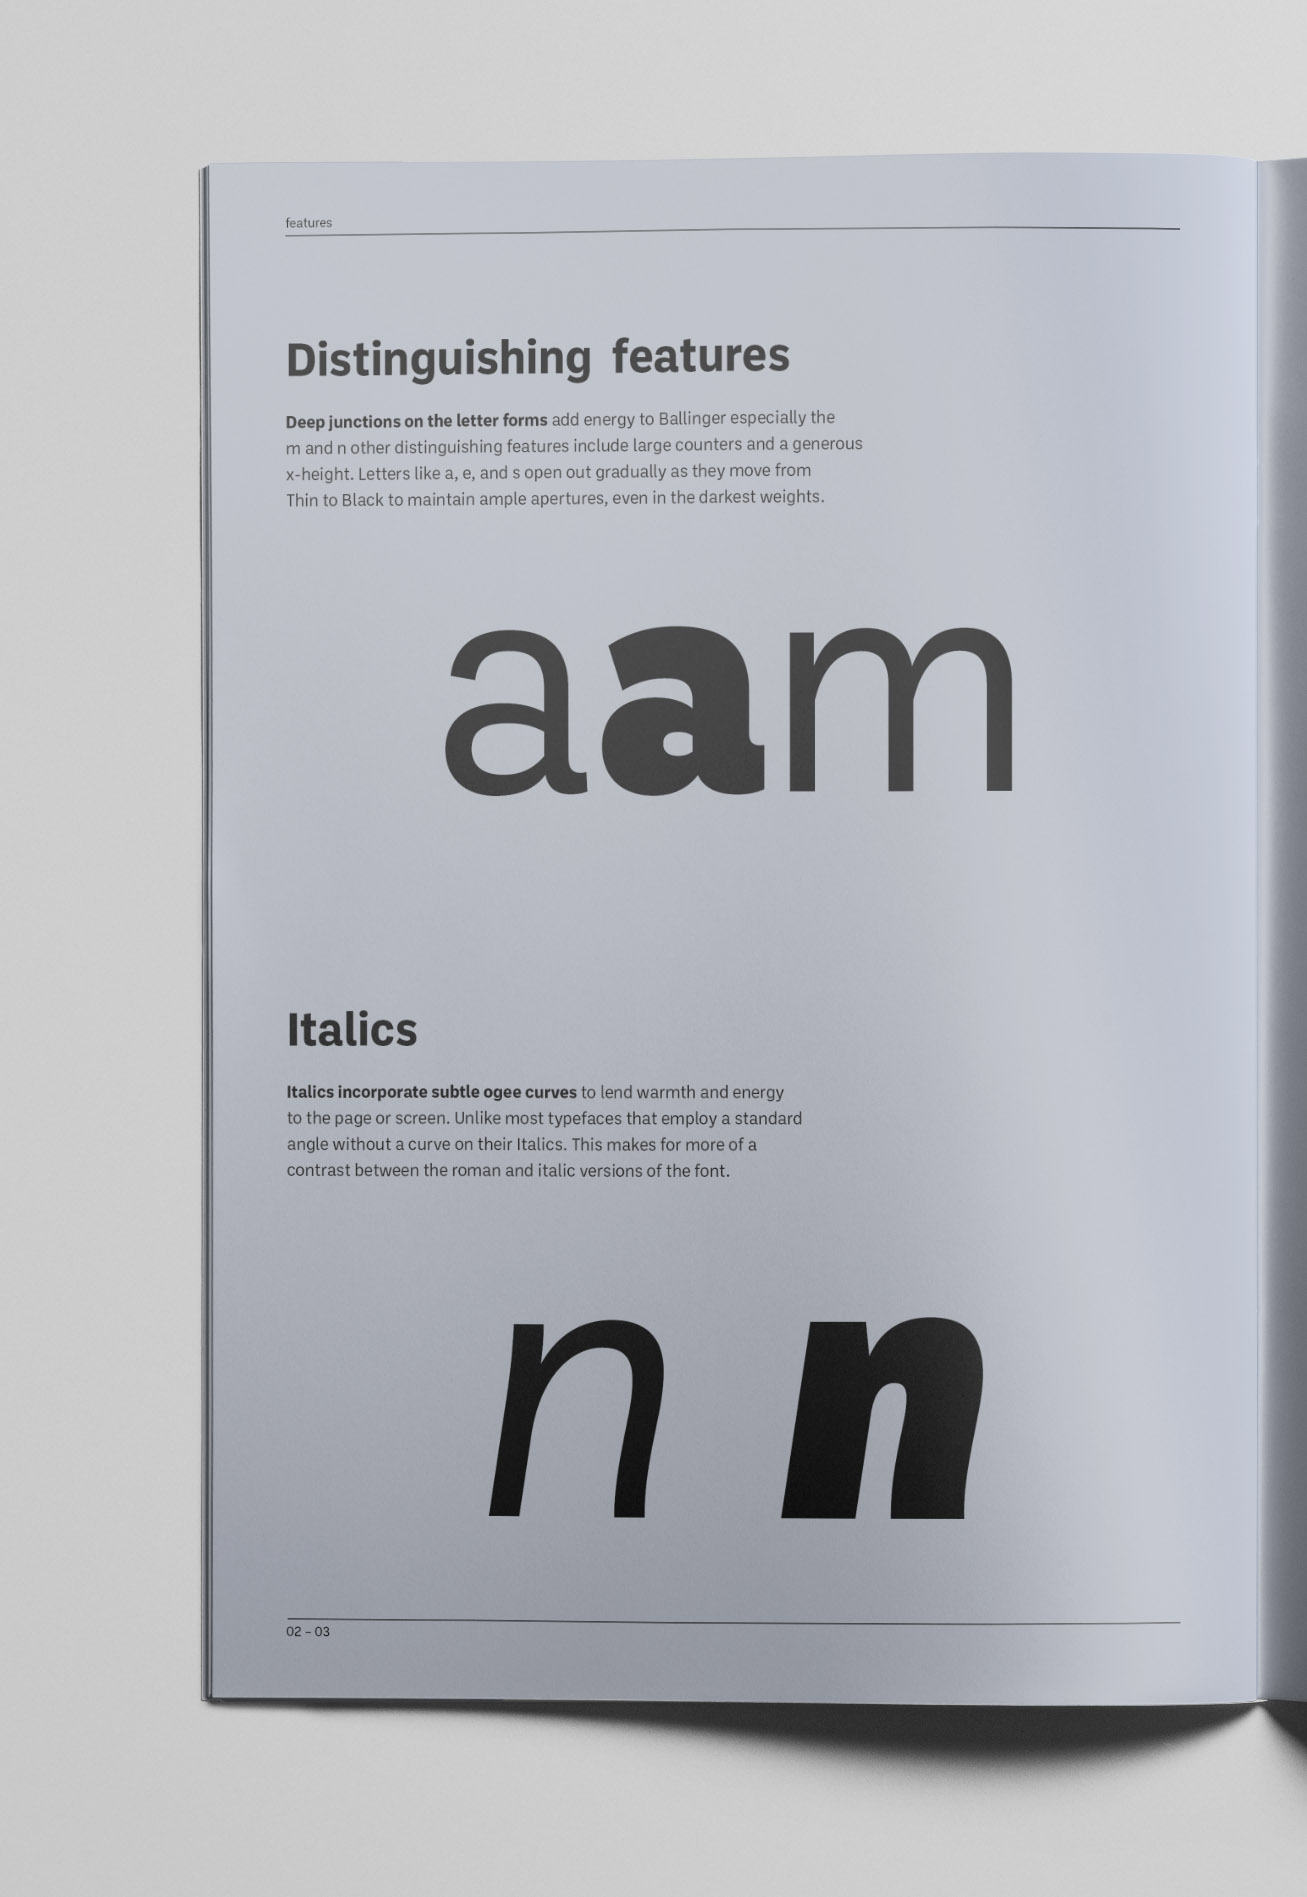 features
Distinguishing features
Deep junctions on the letter forms add energy to Ballinger especially the
m and n other distinguishing features include large counters and a generous
x-height. Letters like a, e, and s open out gradually as they move from
Thin to Black to maintain ample apertures, even in the darkest weights.
aam
Italics
Italics incorporate subtle ogee curves to lend warmth and energy
to the page or screen. Unlike most typefaces that employ a standard
angle without a curve on their Italics. This makes for more of a
contrast between the roman and italic versions of the font.
n n
02 – 03